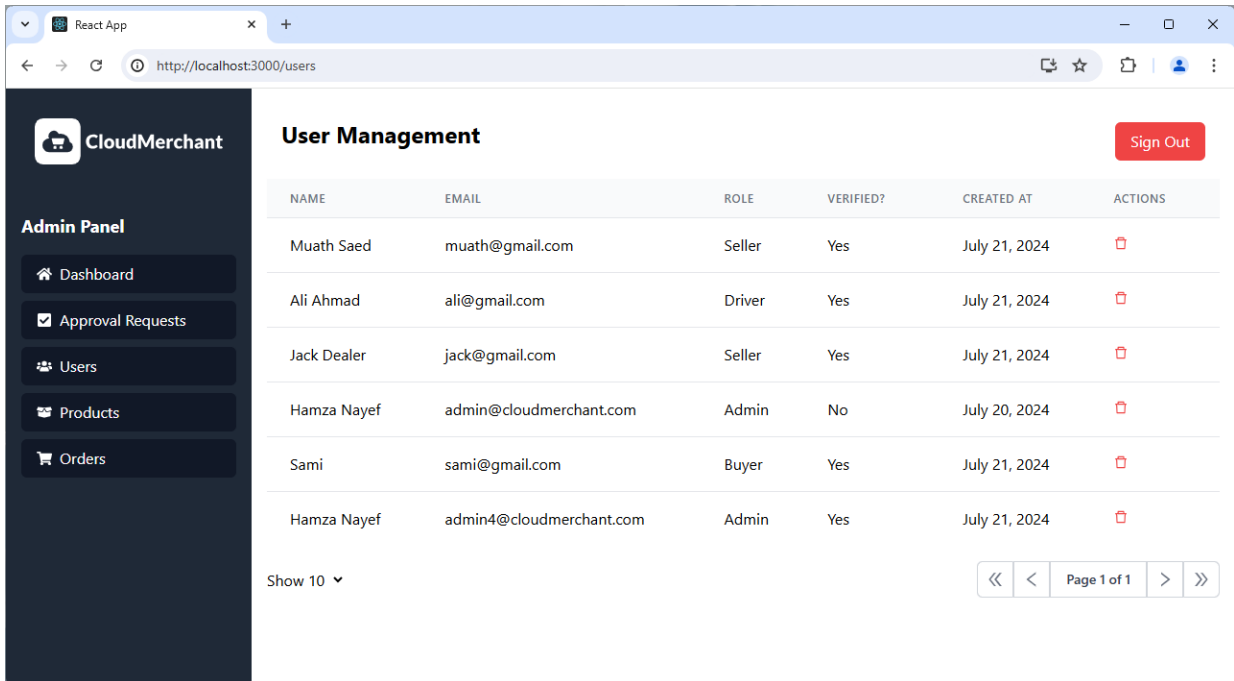 React App
http://localhost:3000/users
CloudMerchant
Admin Panel
Dashboard
Approval Requests
Users
Products
Orders
User Management
Sign Out
NAME EMAIL ROLE VERIFIED? CREATED AT ACTIONS
Muath Saed muath@gmail.com Seller Yes July 21, 2024
Ali Ahmad ali@gmail.com Driver Yes July 21, 2024
Jack Dealer jack@gmail.com Seller Yes July 21, 2024
Hamza Nayef admin@cloudmerchant.com Admin No July 20, 2024
Sami sami@gmail.com Buyer Yes July 21, 2024
Hamza Nayef admin4@cloudmerchant.com Admin Yes July 21, 2024
Show 10
Page 1 of 1